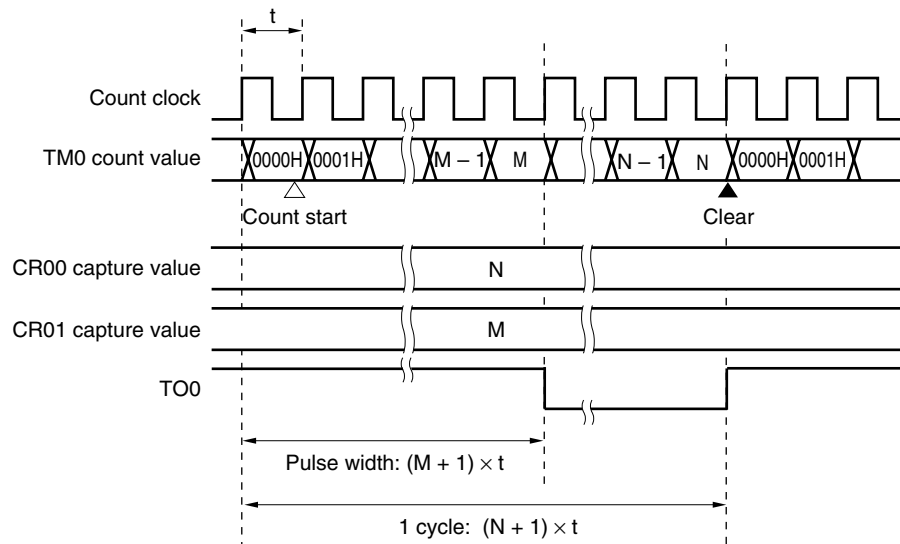 t
Count clock
TM0 count value
0000H 0001H M – 1 M N – 1 N 0000H 0001H
Count start Clear
CR00 capture value N
CR01 capture value M
TO0
Pulse width: (M + 1) × t
1 cycle: (N + 1) × t